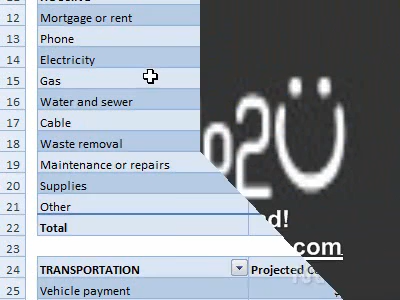 12 Mortgage or rent
13 Phone
14 Electricity
15 Gas
16 Water and sewer
17 Cable
18 Waste removal
19 Maintenance or repairs
20 Supplies
21 Other
22 Total
23
24 TRANSPORTATION Projected C
25 Vehicle payment
o2U
d!
.com